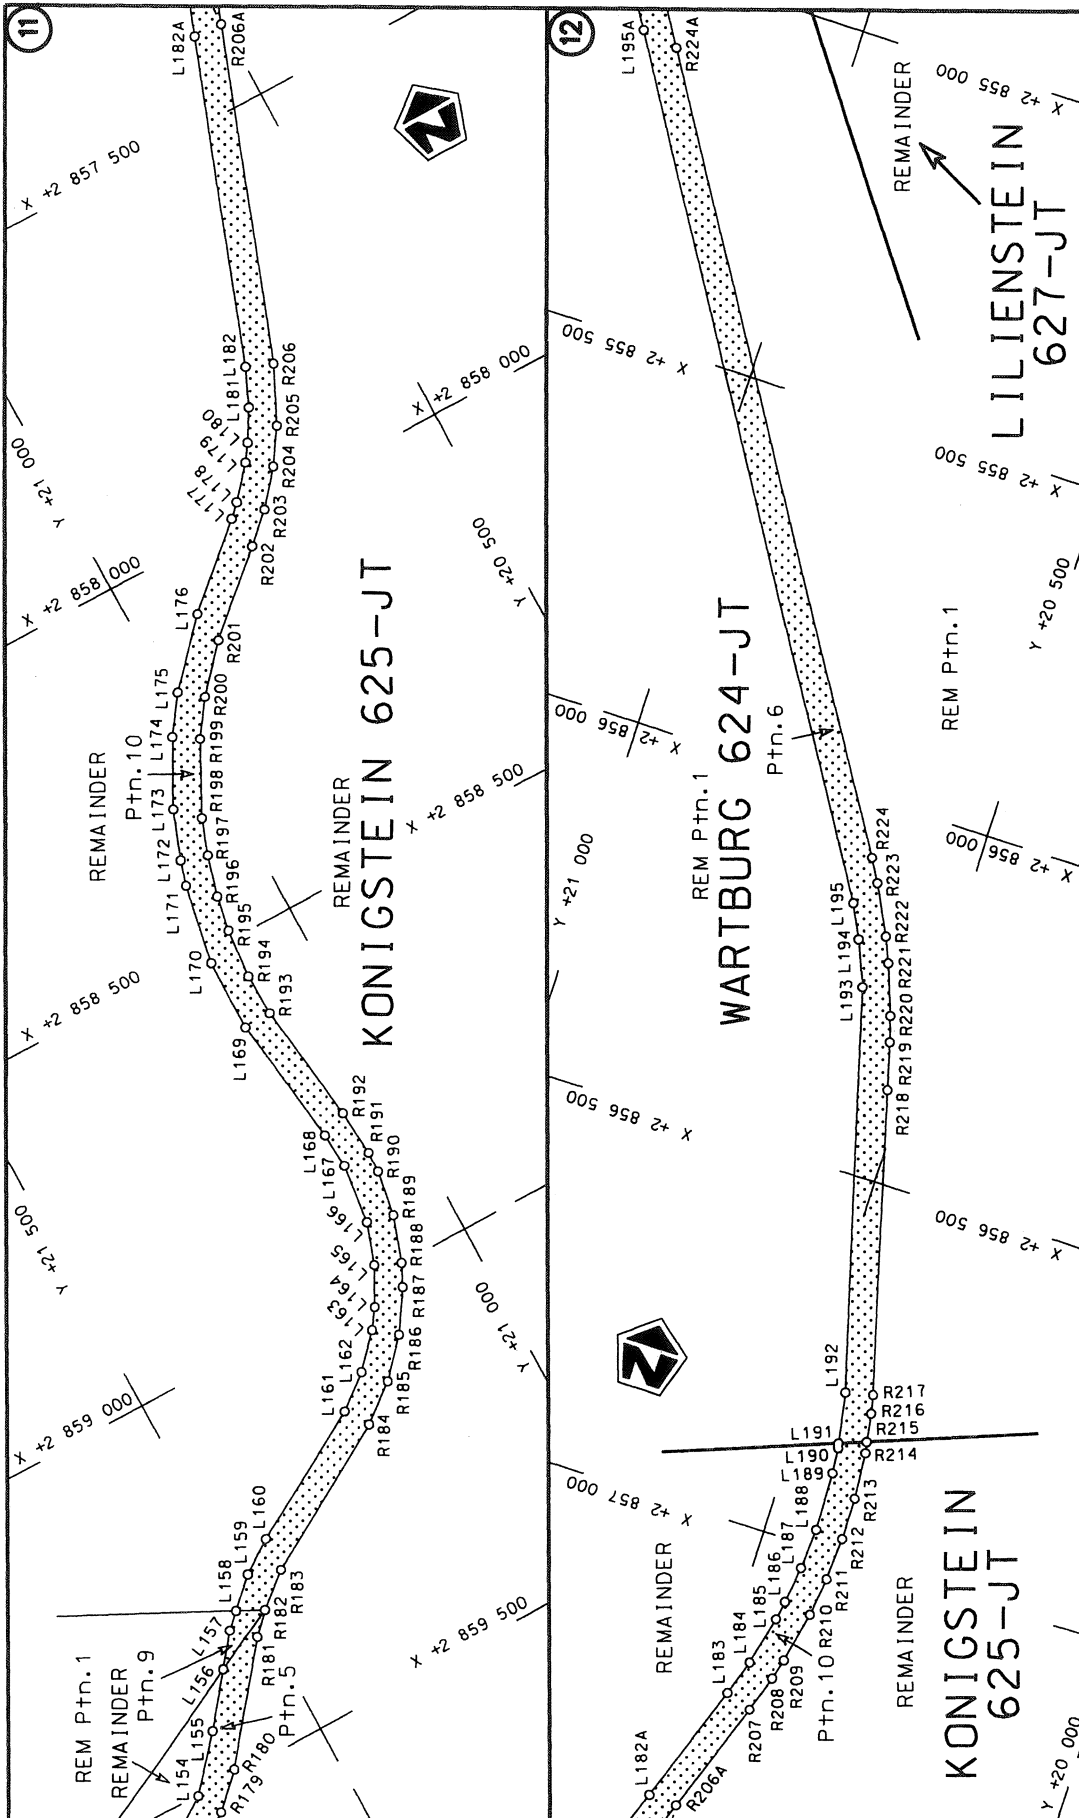 11
L182A
R206A
X +2 857 500
L182
L181
L180
L179
L178
L177
R206
R205
R204
R203
R202
X +2 858 000
Y +21 000
Y +20 500
X +2 858 000
L176
L175
L174
L173
L172
L171
L170
L169
R201
R200
R199
R198
R197
R196
R195
R194
R193
REMAINDER
Ptn.10
REMAINDER
KONIGSTEIN 625-JT
X +2 858 500
X +2 858 500
L168
L167
L166
L165
L164
L163
L162
L161
R192
R191
R190
R189
R188
R187
R186
R185
R184
Y +21 500
Y +21 000
X +2 859 000
L160
L159
L158
L157
L156
L155
L154
R183
R182
R181
R180
R179
X +2 859 500
REM Ptn.1
REMAINDER
Ptn.9
Ptn.5
12
L195A
R224A
REMAINDER
X +2 855 000
LILIENSTEIN
627-JT
X +2 855 500
X +2 855 500
Y +20 500
X +2 856 000
X +2 856 000
REM Ptn.1
WARTBURG 624-JT
Ptn.6
REM Ptn.1
Y +21 000
L195
L194
L193
R224
R223
R222
R221
R220
R219
R218
X +2 856 500
X +2 856 500
L192
L191
L190
L189
L188
L187
L186
L185
L184
L183
L182A
R217
R216
R215
R214
R213
R212
R211
R210
R209
R208
R207
R206A
X +2 857 000
REMAINDER
Ptn.10
REMAINDER
KONIGSTEIN
625-JT
Y +20 000